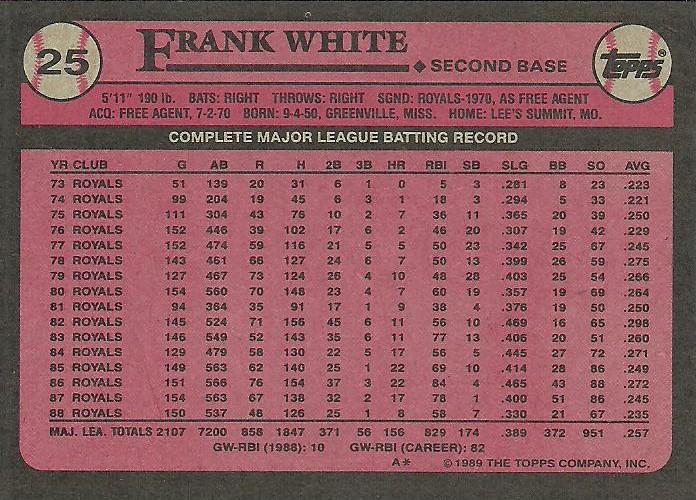 25
FRANK WHITE
SECOND BASE
TOPPS®
5'11" 190 lb. BATS: RIGHT THROWS: RIGHT SGND: ROYALS-1970, AS FREE AGENT
ACQ: FREE AGENT, 7-2-70 BORN: 9-4-50, GREENVILLE, MISS. HOME: LEE'S SUMMIT, MO.
COMPLETE MAJOR LEAGUE BATTING RECORD
YR CLUB G AB R H 2B 3B HR RBI SB SLG BB SO AVG
73 ROYALS 51 139 20 31 6 1 0 5 3 .281 8 23 .223
74 ROYALS 99 204 19 45 6 3 1 18 3 .294 5 33 .221
75 ROYALS 111 304 43 76 10 2 7 36 11 .365 20 39 .250
76 ROYALS 152 446 39 102 17 6 2 46 20 .307 19 42 .229
77 ROYALS 152 474 59 116 21 5 5 50 23 .342 25 67 .245
78 ROYALS 143 461 66 127 24 6 7 50 13 .399 26 59 .275
79 ROYALS 127 467 73 124 26 4 10 48 28 .403 25 54 .266
80 ROYALS 154 560 70 148 23 4 7 60 19 .357 19 69 .264
81 ROYALS 94 364 35 91 17 1 9 38 4 .376 19 50 .250
82 ROYALS 145 524 71 156 45 6 11 56 10 .469 16 65 .298
83 ROYALS 146 549 52 143 35 6 11 77 13 .406 20 51 .260
84 ROYALS 129 479 58 130 22 5 17 56 5 .445 27 72 .271
85 ROYALS 149 563 62 140 25 1 22 69 10 .414 28 86 .249
86 ROYALS 151 566 76 154 37 3 22 84 4 .465 43 88 .272
87 ROYALS 154 563 67 138 32 2 17 78 1 .400 51 86 .245
88 ROYALS 150 537 48 126 25 1 8 58 7 .330 21 67 .235
MAJ. LEA. TOTALS 2107 7200 858 1847 371 56 156 829 174 .389 372 951 .257
GW-RBI (1988): 10 GW-RBI (CAREER): 82
A* © 1989 THE TOPPS COMPANY, INC.